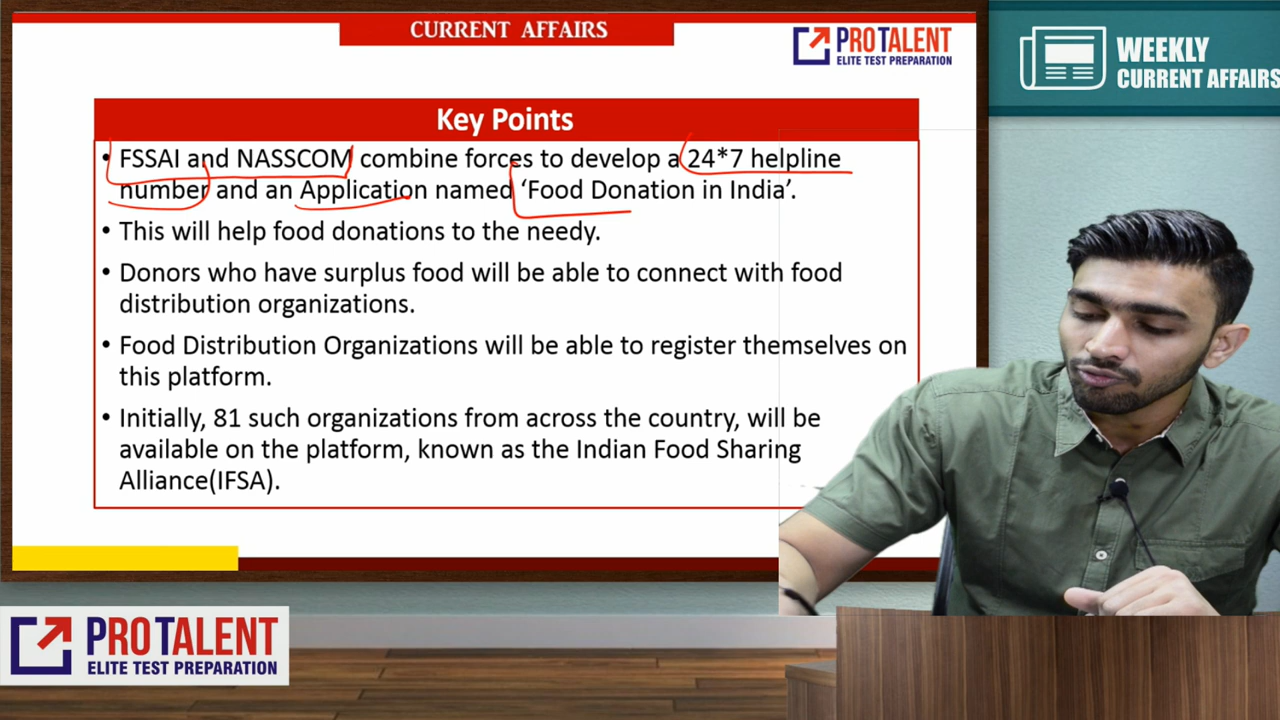 CURRENT AFFAIRS
PROTALENT
ELITE TEST PREPARATION
WEEKLY
CURRENT AFFAIRS
Key Points
• FSSAI and NASSCOM combine forces to develop a 24*7 helpline
number and an Application named ‘Food Donation in India’.
• This will help food donations to the needy.
• Donors who have surplus food will be able to connect with food
distribution organizations.
• Food Distribution Organizations will be able to register themselves on
this platform.
• Initially, 81 such organizations from across the country, will be
available on the platform, known as the Indian Food Sharing
Alliance(IFSA).
PROTALENT
ELITE TEST PREPARATION